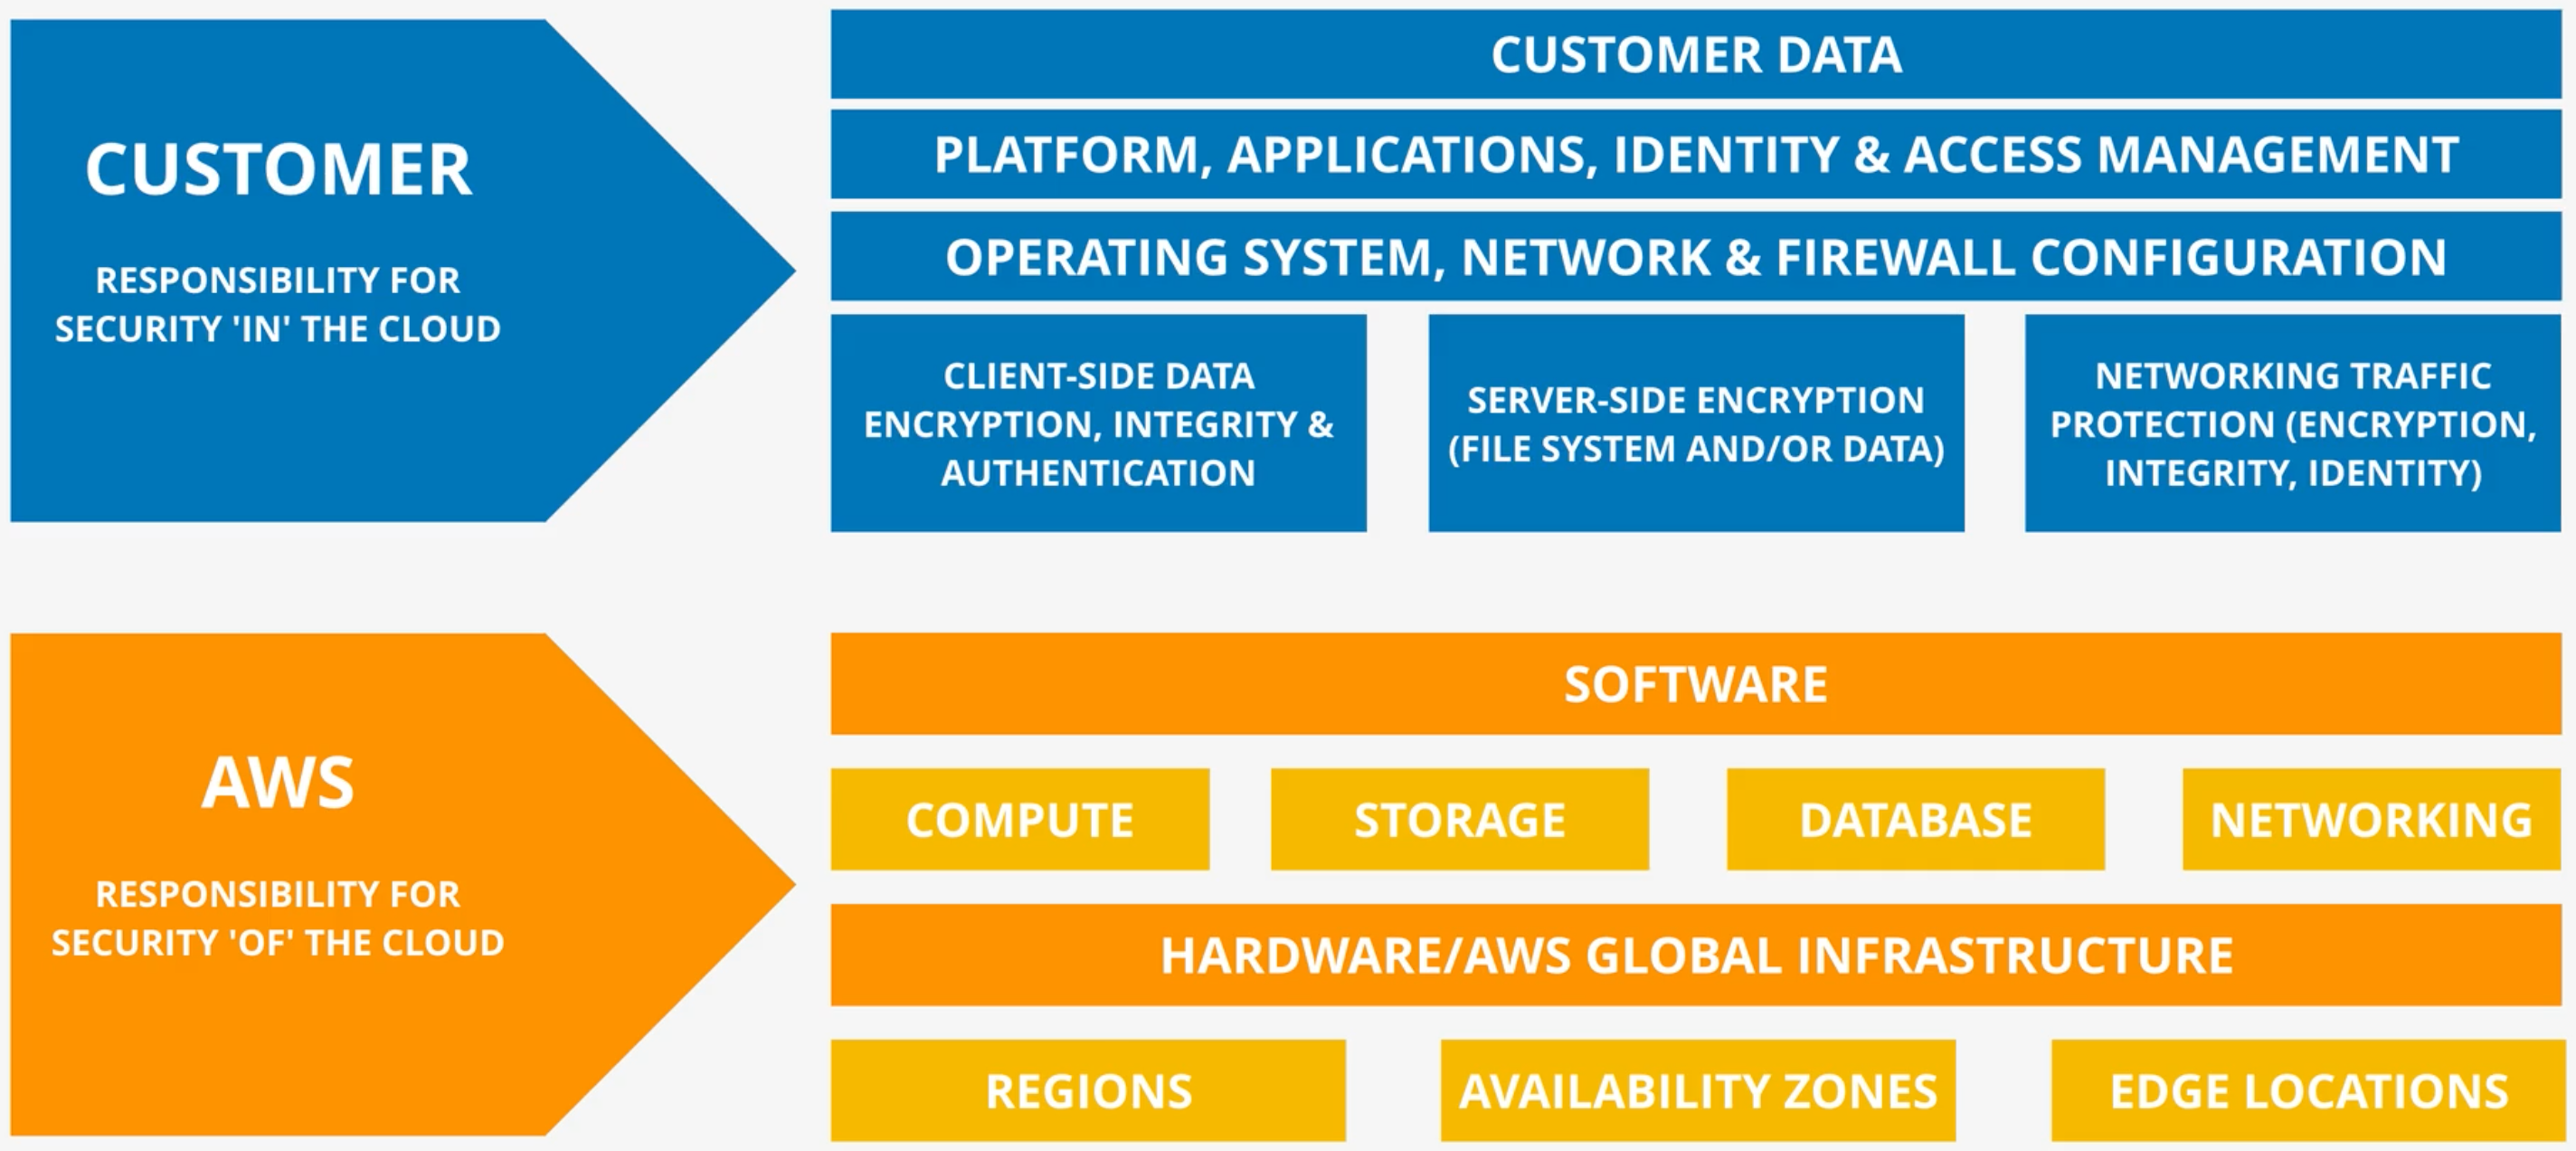 CUSTOMER
RESPONSIBILITY FOR
SECURITY 'IN' THE CLOUD
CUSTOMER DATA
PLATFORM, APPLICATIONS, IDENTITY & ACCESS MANAGEMENT
OPERATING SYSTEM, NETWORK & FIREWALL CONFIGURATION
CLIENT-SIDE DATA
ENCRYPTION, INTEGRITY &
AUTHENTICATION
SERVER-SIDE ENCRYPTION
(FILE SYSTEM AND/OR DATA)
NETWORKING TRAFFIC
PROTECTION (ENCRYPTION,
INTEGRITY, IDENTITY)
AWS
RESPONSIBILITY FOR
SECURITY 'OF' THE CLOUD
SOFTWARE
COMPUTE
STORAGE
DATABASE
NETWORKING
HARDWARE/AWS GLOBAL INFRASTRUCTURE
REGIONS
AVAILABILITY ZONES
EDGE LOCATIONS